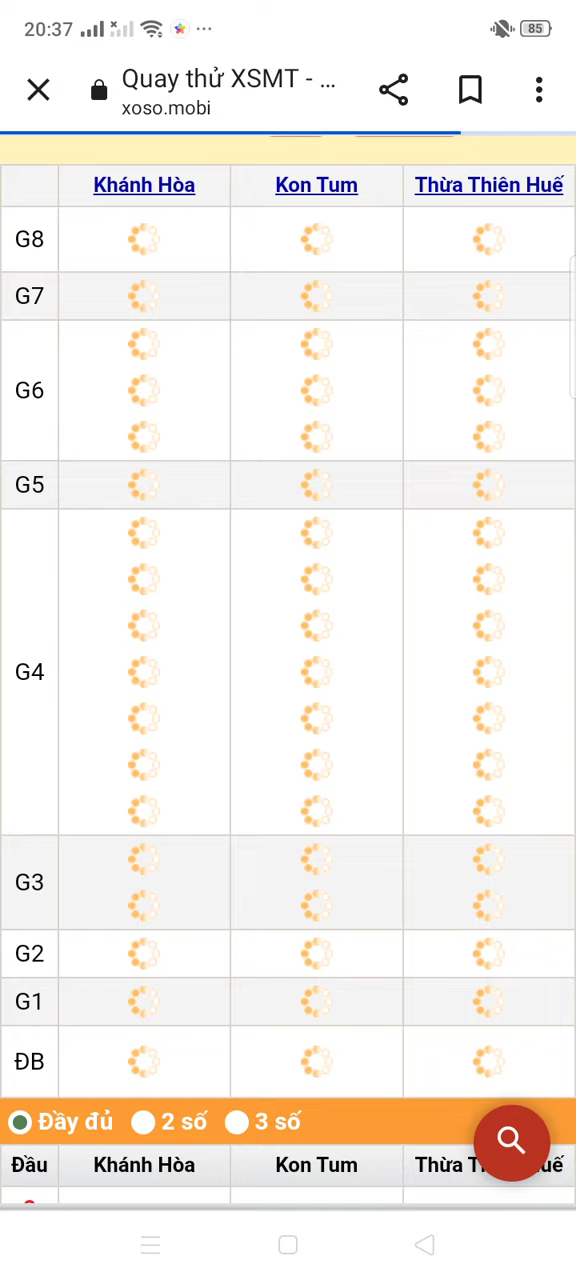 20:37 85
Quay thử XSMT - ...
xoso.mobi
Khánh Hòa Kon Tum Thừa Thiên Huế
G8
G7
G6
G5
G4
G3
G2
G1
ĐB
Đầy đủ 2 số 3 số
Đầu Khánh Hòa Kon Tum Thừa